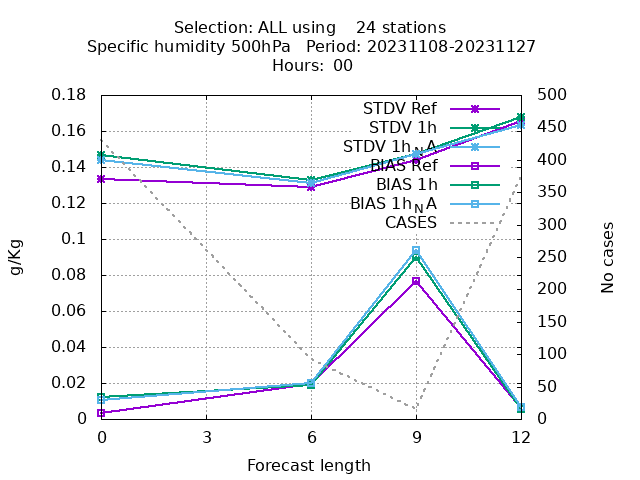 Selection: ALL using    24 stations
Specific humidity 500hPa   Period: 20231108-20231127
Hours:  00
0.18
0.16
0.14
0.12
0.1
0.08
0.06
0.04
0.02
0
g/Kg
STDV Ref
STDV 1h
STDV 1h_NA
BIAS Ref
BIAS 1h
BIAS 1h_NA
CASES
500
450
400
350
300
250
200
150
100
50
0
No cases
0 3 6 9 12
Forecast length